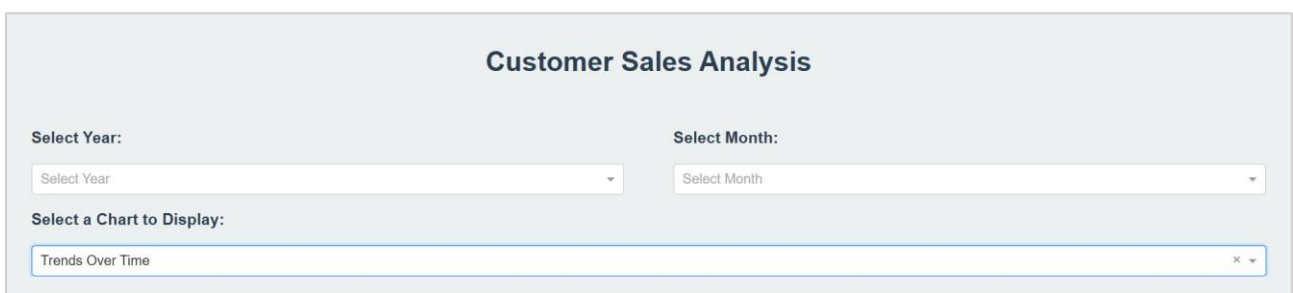 Customer Sales Analysis
Select Year:
Select Month:
Select Year
Select Month
Select a Chart to Display:
Trends Over Time